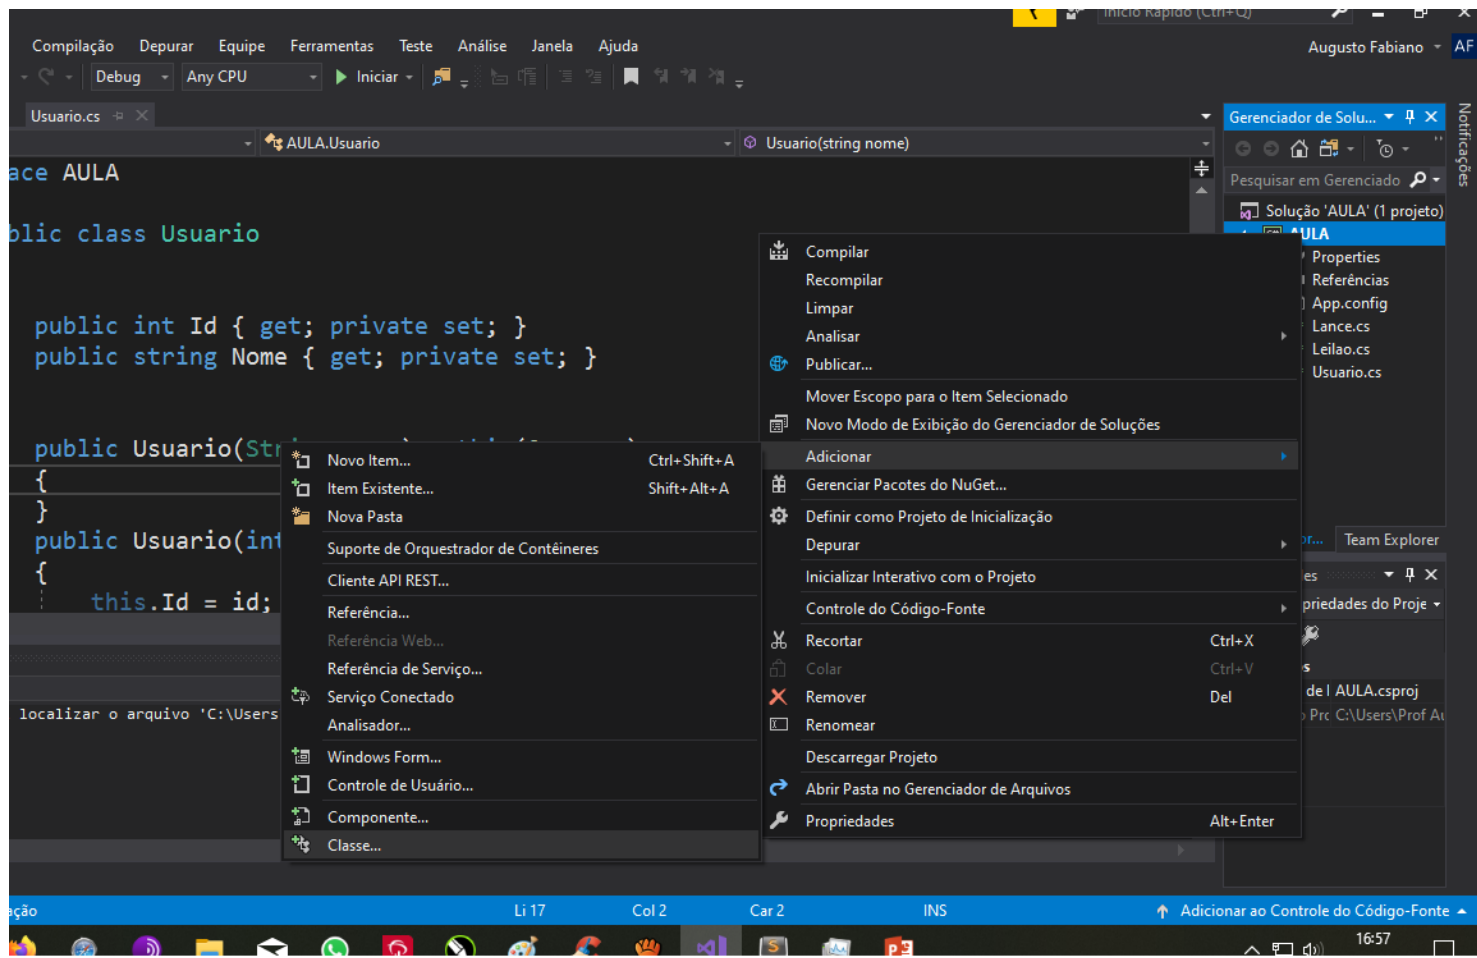 Início Rápido (Ctrl+Q)
Compilação Depurar Equipe Ferramentas Teste Análise Janela Ajuda
Augusto Fabiano AF
Debug Any CPU Iniciar
Usuario.cs
Gerenciador de Solu...
Notificações
AULA.Usuario
Usuario(string nome)
Pesquisar em Gerenciado
Solução 'AULA' (1 projeto)
AULA
Properties
Referências
App.config
Lance.cs
Leilao.cs
Usuario.cs
ace AULA
blic class Usuario
public int Id { get; private set; }
public string Nome { get; private set; }
public Usuario(Str
{
}
public Usuario(int
{
this.Id = id;
Compilar
Recompilar
Limpar
Analisar
Publicar...
Mover Escopo para o Item Selecionado
Novo Modo de Exibição do Gerenciador de Soluções
Adicionar
Gerenciar Pacotes do NuGet...
Definir como Projeto de Inicialização
Depurar
Inicializar Interativo com o Projeto
Controle do Código-Fonte
Recortar Ctrl+X
Colar Ctrl+V
Remover Del
Renomear
Descarregar Projeto
Abrir Pasta no Gerenciador de Arquivos
Propriedades Alt+Enter
Novo Item... Ctrl+Shift+A
Item Existente... Shift+Alt+A
Nova Pasta
Suporte de Orquestrador de Contêineres
Cliente API REST...
Referência...
Referência Web...
Referência de Serviço...
Serviço Conectado
Analisador...
Windows Form...
Controle de Usuário...
Componente...
Classe...
or... Team Explorer
es
priedades do Proje
s
de l AULA.csproj
Prc C:\Users\Prof Au
localizar o arquivo 'C:\Users
ação
Li 17 Col 2 Car 2 INS
Adicionar ao Controle do Código-Fonte
16:57